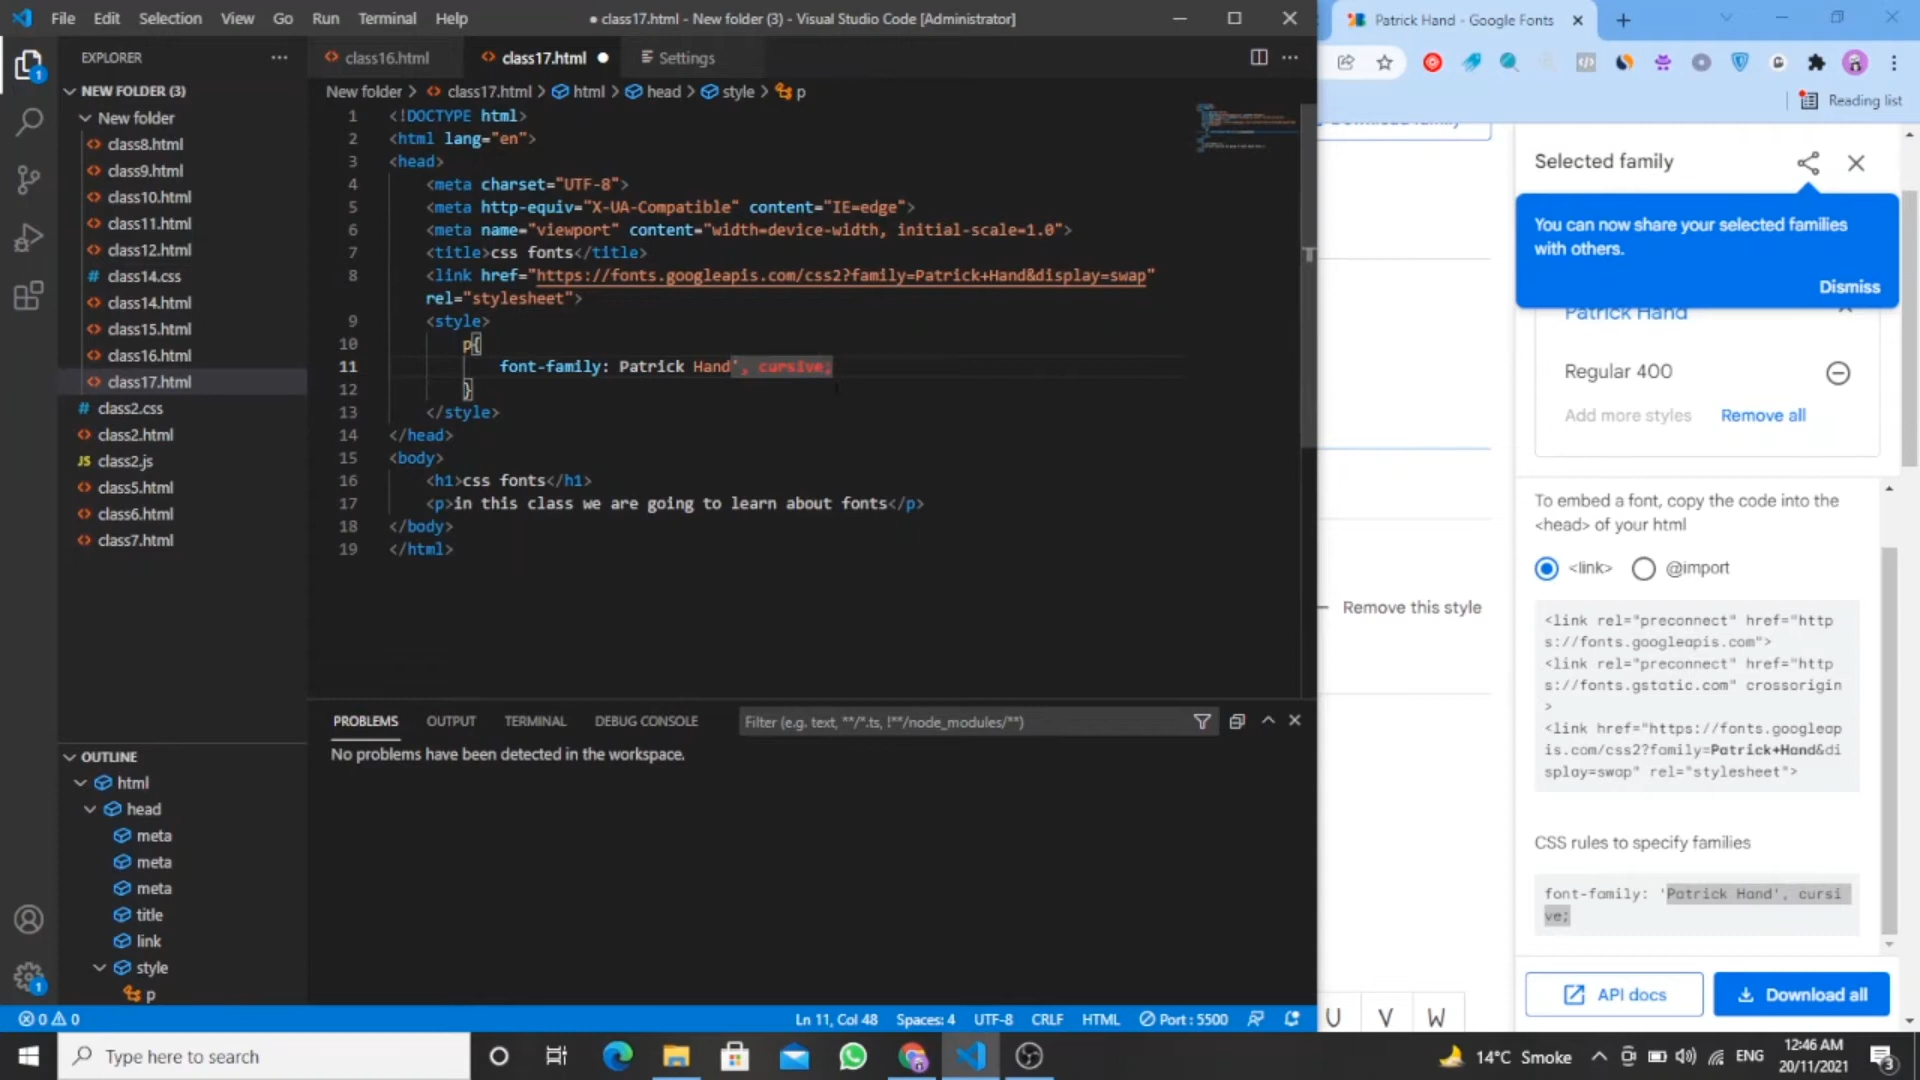 File Edit Selection View Go Run Terminal Help
● class17.html - New folder (3) - Visual Studio Code [Administrator]
Patrick Hand - Google Fonts
EXPLORER
class16.html
class17.html
Settings
Reading list
NEW FOLDER (3)
New folder
class8.html
class9.html
class10.html
class11.html
class12.html
class14.css
class14.html
class15.html
class16.html
class17.html
class2.css
class2.html
JS class2.js
class5.html
class6.html
class7.html
New folder > class17.html > html > head > style > p
1 <!DOCTYPE html>
2 <html lang="en">
3 <head>
4 <meta charset="UTF-8">
5 <meta http-equiv="X-UA-Compatible" content="IE=edge">
6 <meta name="viewport" content="width=device-width, initial-scale=1.0">
7 <title>css fonts</title>
8 <link href="https://fonts.googleapis.com/css2?family=Patrick+Hand&display=swap"
rel="stylesheet">
9 <style>
10 p{
11 font-family: Patrick Hand', cursive;
12 }
13 </style>
14 </head>
15 <body>
16 <h1>css fonts</h1>
17 <p>in this class we are going to learn about fonts</p>
18 </body>
19 </html>
PROBLEMS OUTPUT TERMINAL DEBUG CONSOLE
Filter (e.g. text, **/*.ts, !**/node_modules/**)
No problems have been detected in the workspace.
OUTLINE
html
head
meta
meta
meta
title
link
style
p
0 0
Ln 11, Col 48 Spaces: 4 UTF-8 CRLF HTML Port : 5500
Selected family
You can now share your selected families
with others.
Dismiss
Patrick Hand
Regular 400
Add more styles Remove all
To embed a font, copy the code into the
<head> of your html
<link> @import
Remove this style
<link rel="preconnect" href="http
s://fonts.googleapis.com">
<link rel="preconnect" href="http
s://fonts.gstatic.com" crossorigin
>
<link href="https://fonts.googleap
is.com/css2?family=Patrick+Hand&di
splay=swap" rel="stylesheet">
CSS rules to specify families
font-family: 'Patrick Hand', cursi
ve;
API docs
Download all
U V W
Type here to search
14°C Smoke
ENG
12:46 AM
20/11/2021
3